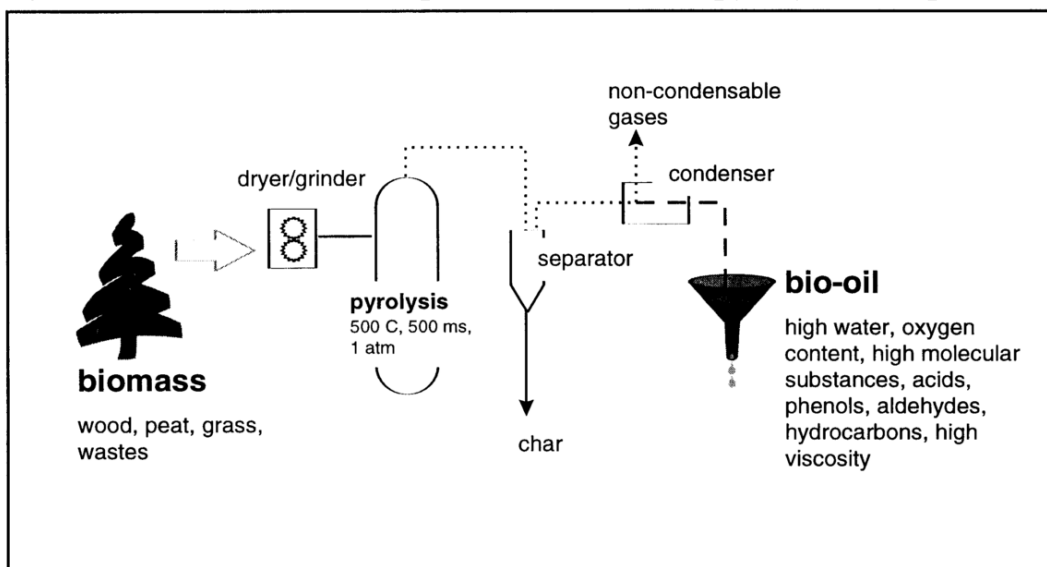 non-condensable
gases
dryer/grinder
condenser
separator
pyrolysis
500 C, 500 ms,
1 atm
bio-oil
high water, oxygen
content, high molecular
substances, acids,
phenols, aldehydes,
hydrocarbons, high
viscosity
biomass
wood, peat, grass,
wastes
char